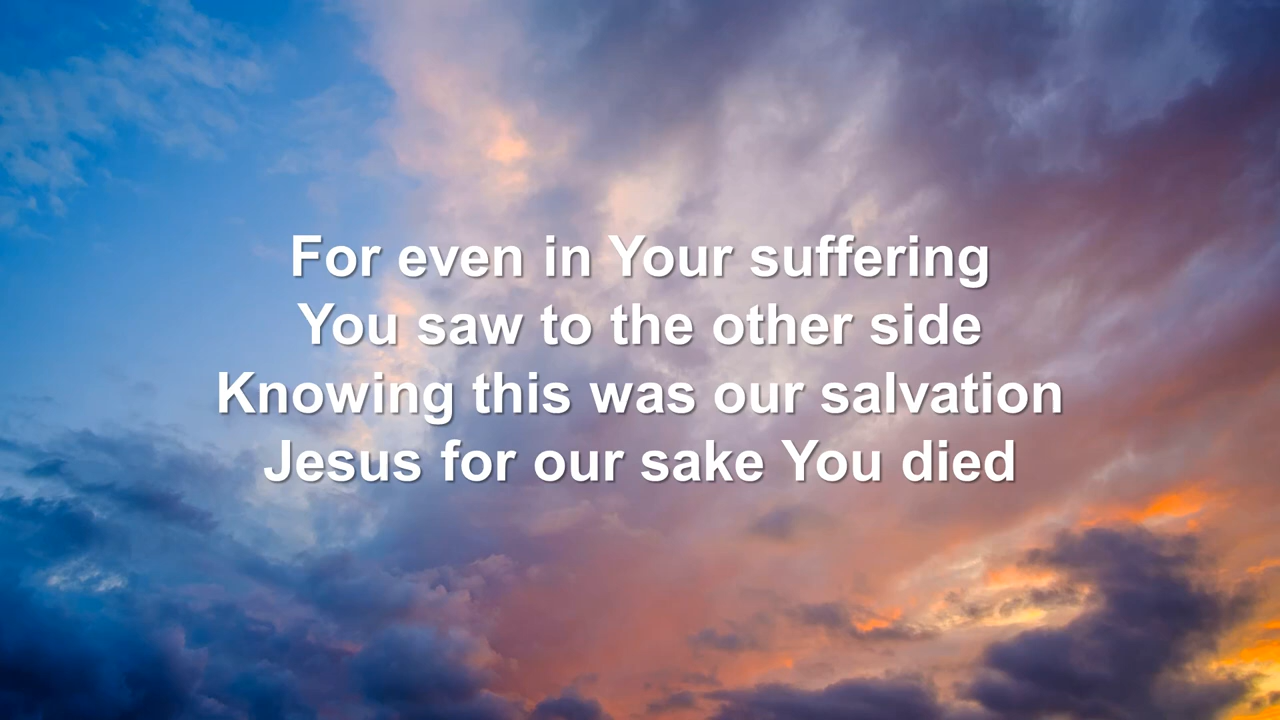 For even in Your suffering
You saw to the other side
Knowing this was our salvation
Jesus for our sake You died